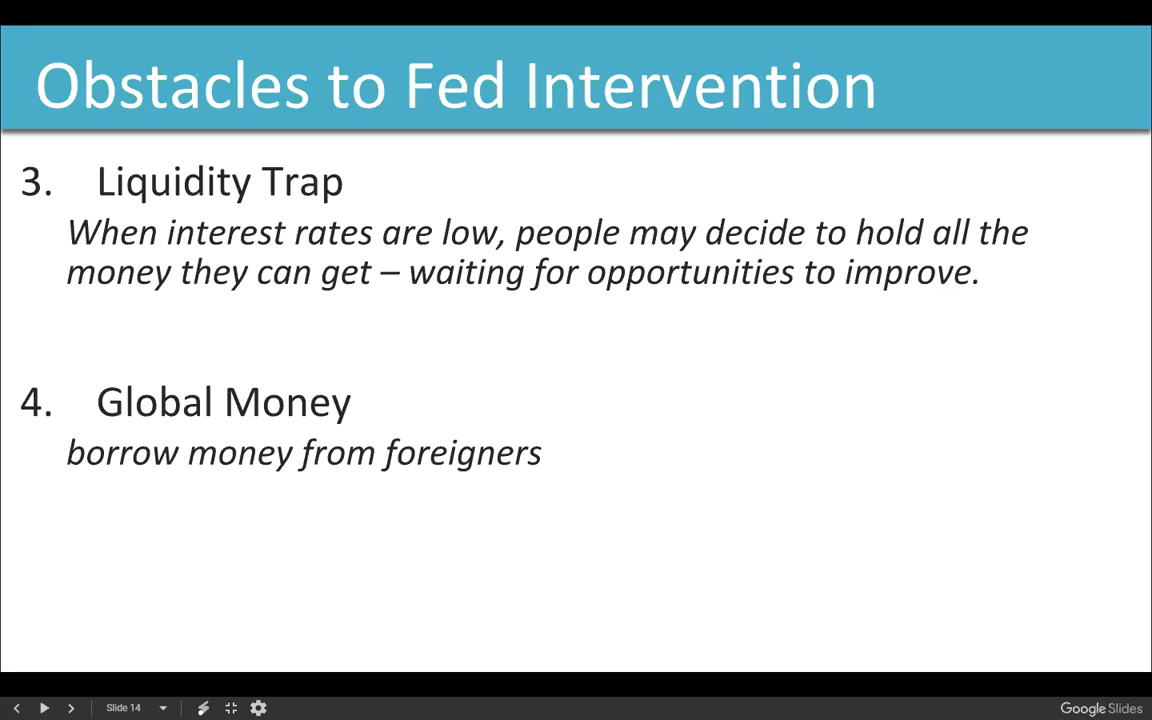 Obstacles to Fed Intervention
3. Liquidity Trap
When interest rates are low, people may decide to hold all the
money they can get – waiting for opportunities to improve.
4. Global Money
borrow money from foreigners
Slide 14
Google Slides